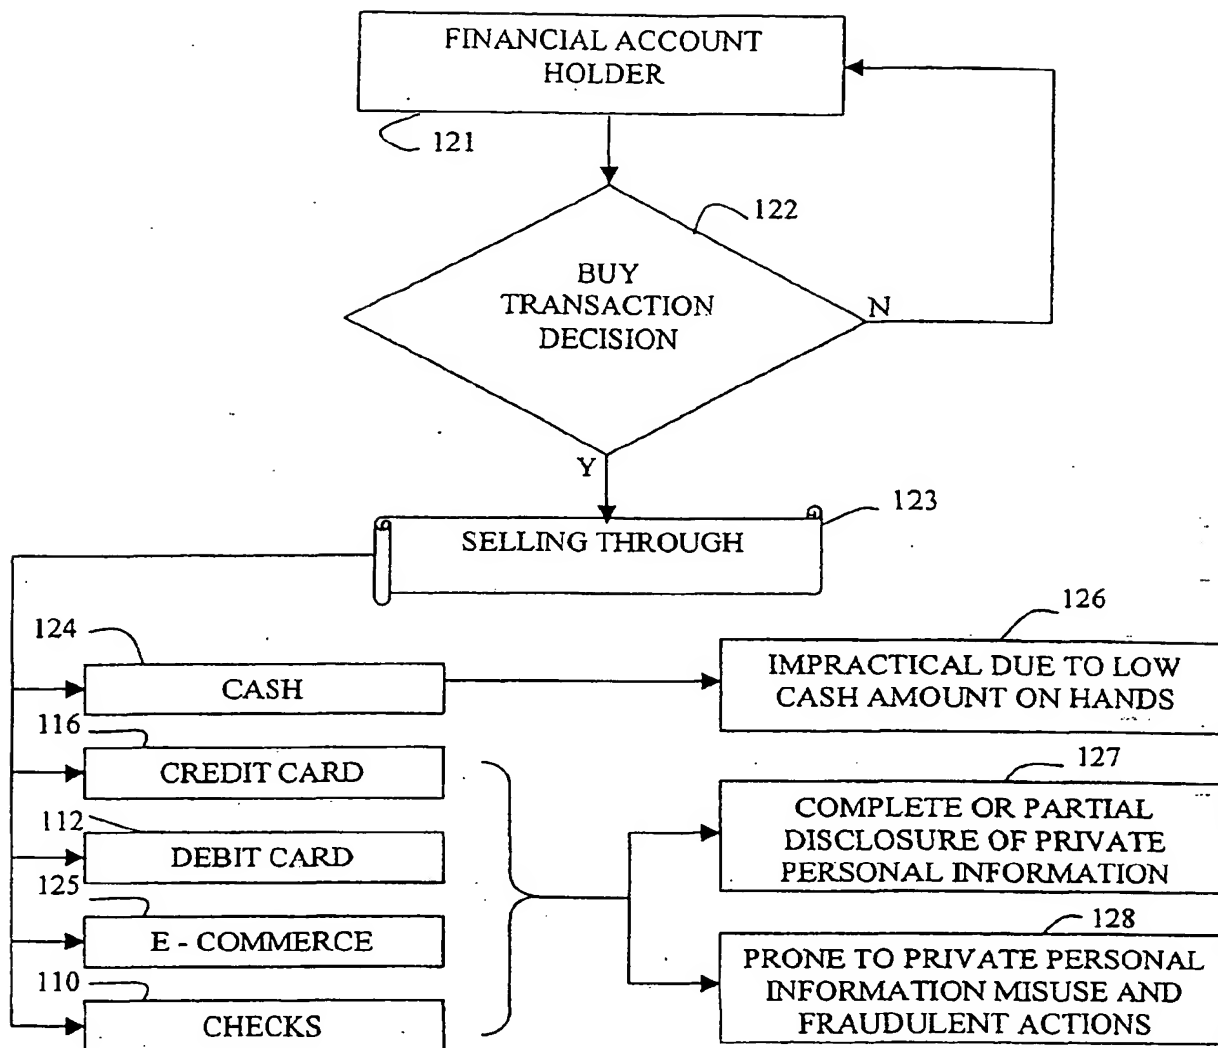 FINANCIAL ACCOUNT
HOLDER
121
122
BUY
TRANSACTION
DECISION
N
Y
123
SELLING THROUGH
124
CASH
126
IMPRACTICAL DUE TO LOW
CASH AMOUNT ON HANDS
116
CREDIT CARD
127
COMPLETE OR PARTIAL
DISCLOSURE OF PRIVATE
PERSONAL INFORMATION
112
DEBIT CARD
125
E - COMMERCE
128
PRONE TO PRIVATE PERSONAL
INFORMATION MISUSE AND
FRAUDULENT ACTIONS
110
CHECKS